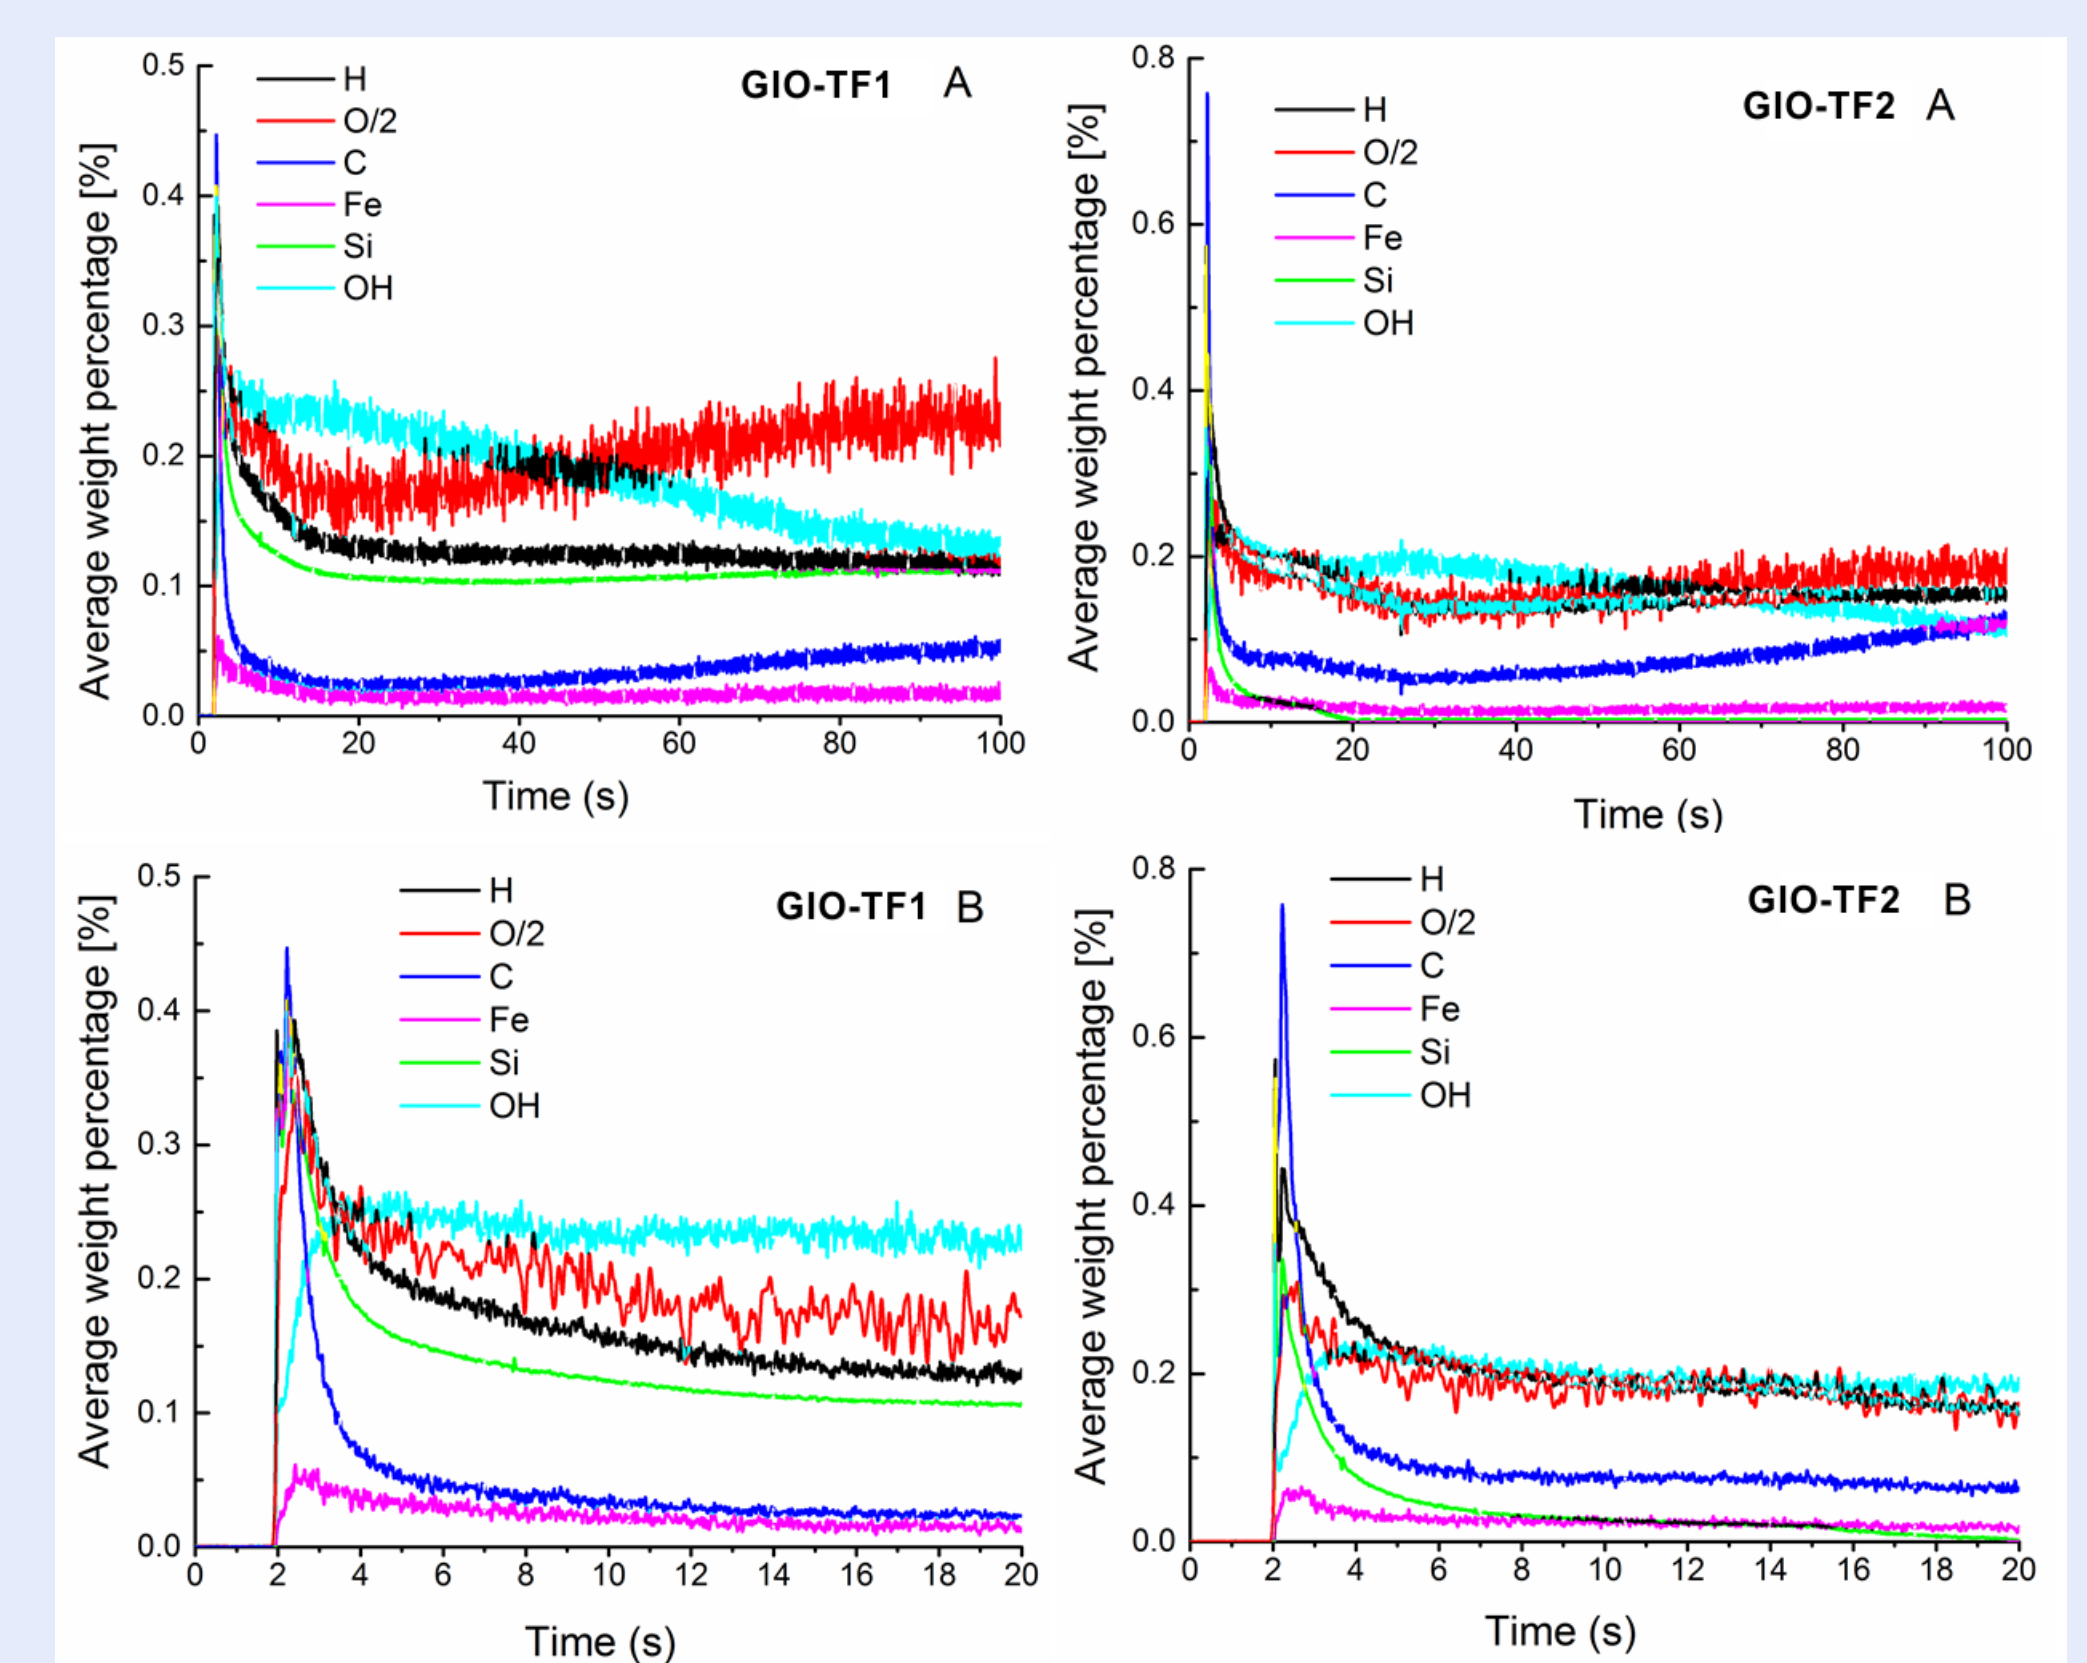 GIO-TF1 A
Average weight percentage [%]
0.5
0.4
0.3
0.2
0.1
0.0
H
O/2
C
Fe
Si
OH
0 20 40 60 80 100
Time (s)
GIO-TF2 A
Average weight percentage [%]
0.8
0.6
0.4
0.2
0.0
H
O/2
C
Fe
Si
OH
0 20 40 60 80 100
Time (s)
GIO-TF1 B
Average weight percentage [%]
0.5
0.4
0.3
0.2
0.1
0.0
H
O/2
C
Fe
Si
OH
0 2 4 6 8 10 12 14 16 18 20
Time (s)
GIO-TF2 B
Average weight percentage [%]
0.8
0.6
0.4
0.2
0.0
H
O/2
C
Fe
Si
OH
0 2 4 6 8 10 12 14 16 18 20
Time (s)